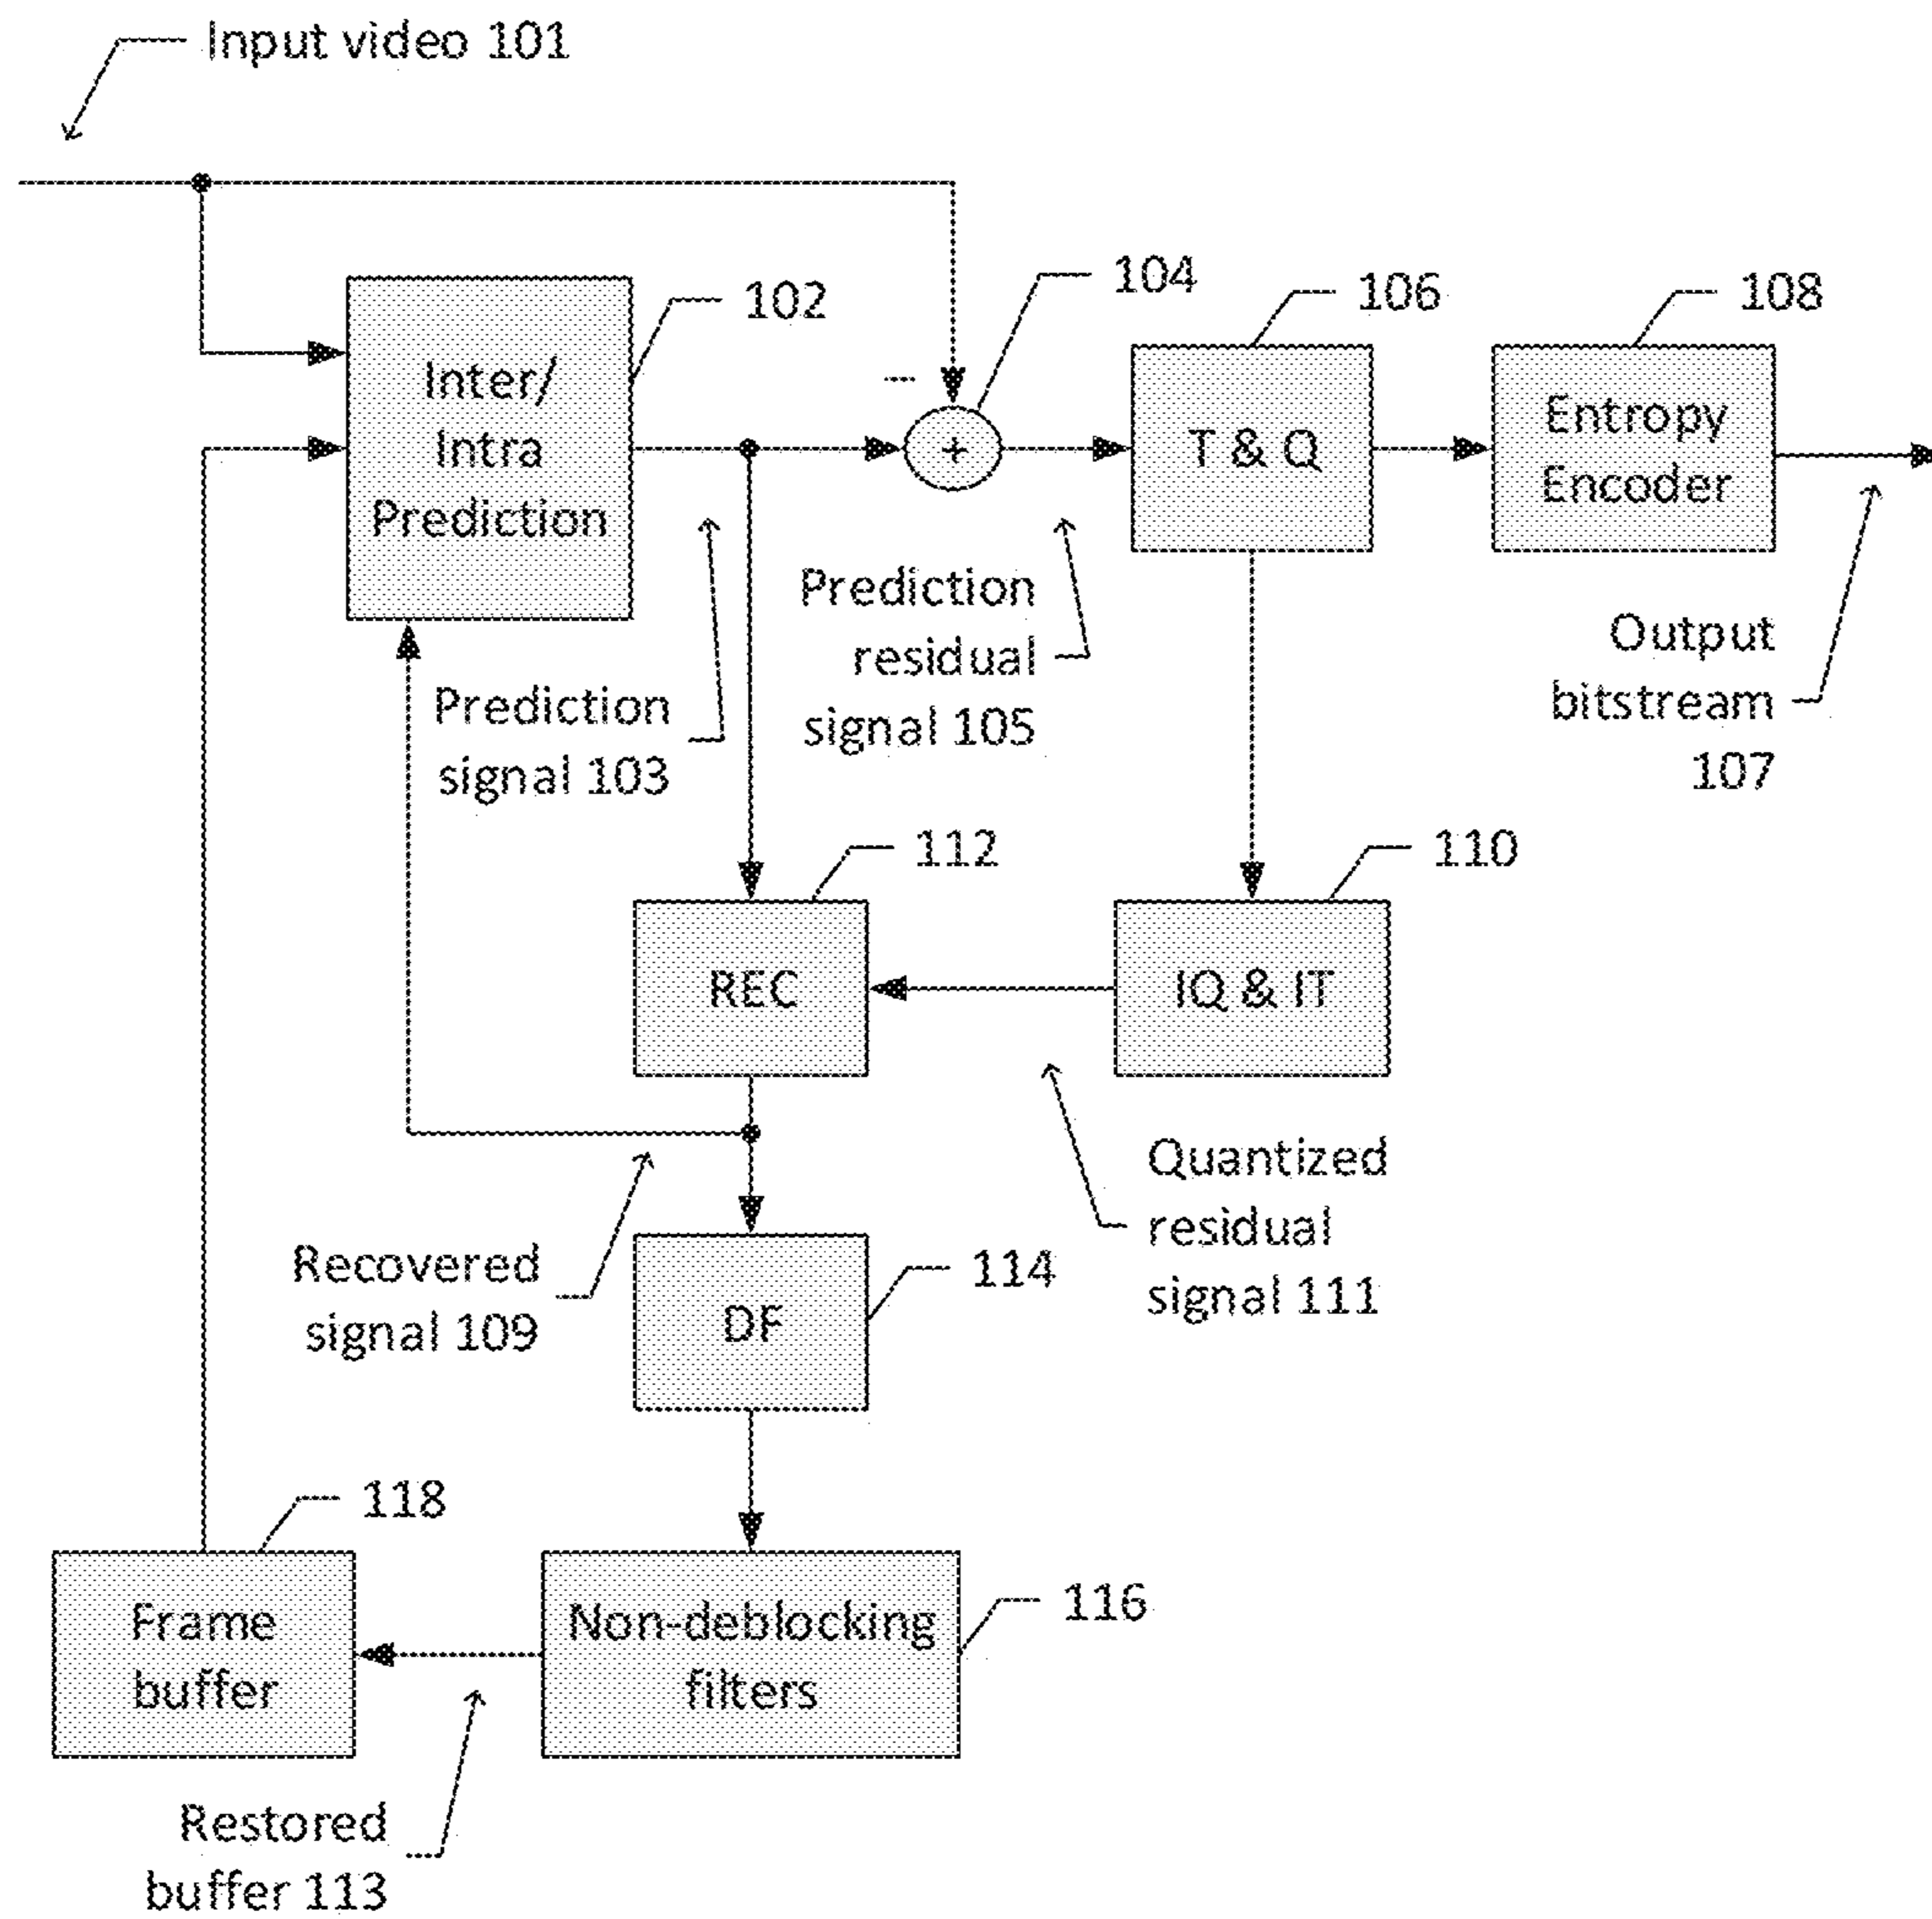 Input video 101
102
104
106
108
Inter/
Intra
Prediction
–
+
T & Q
Entropy
Encoder
Prediction
signal 103
Prediction
residual
signal 105
Output
bitstream
107
112
110
REC
IQ & IT
Recovered
signal 109
Quantized
residual
signal 111
114
DF
118
116
Frame
buffer
Non-deblocking
filters
Restored
buffer 113